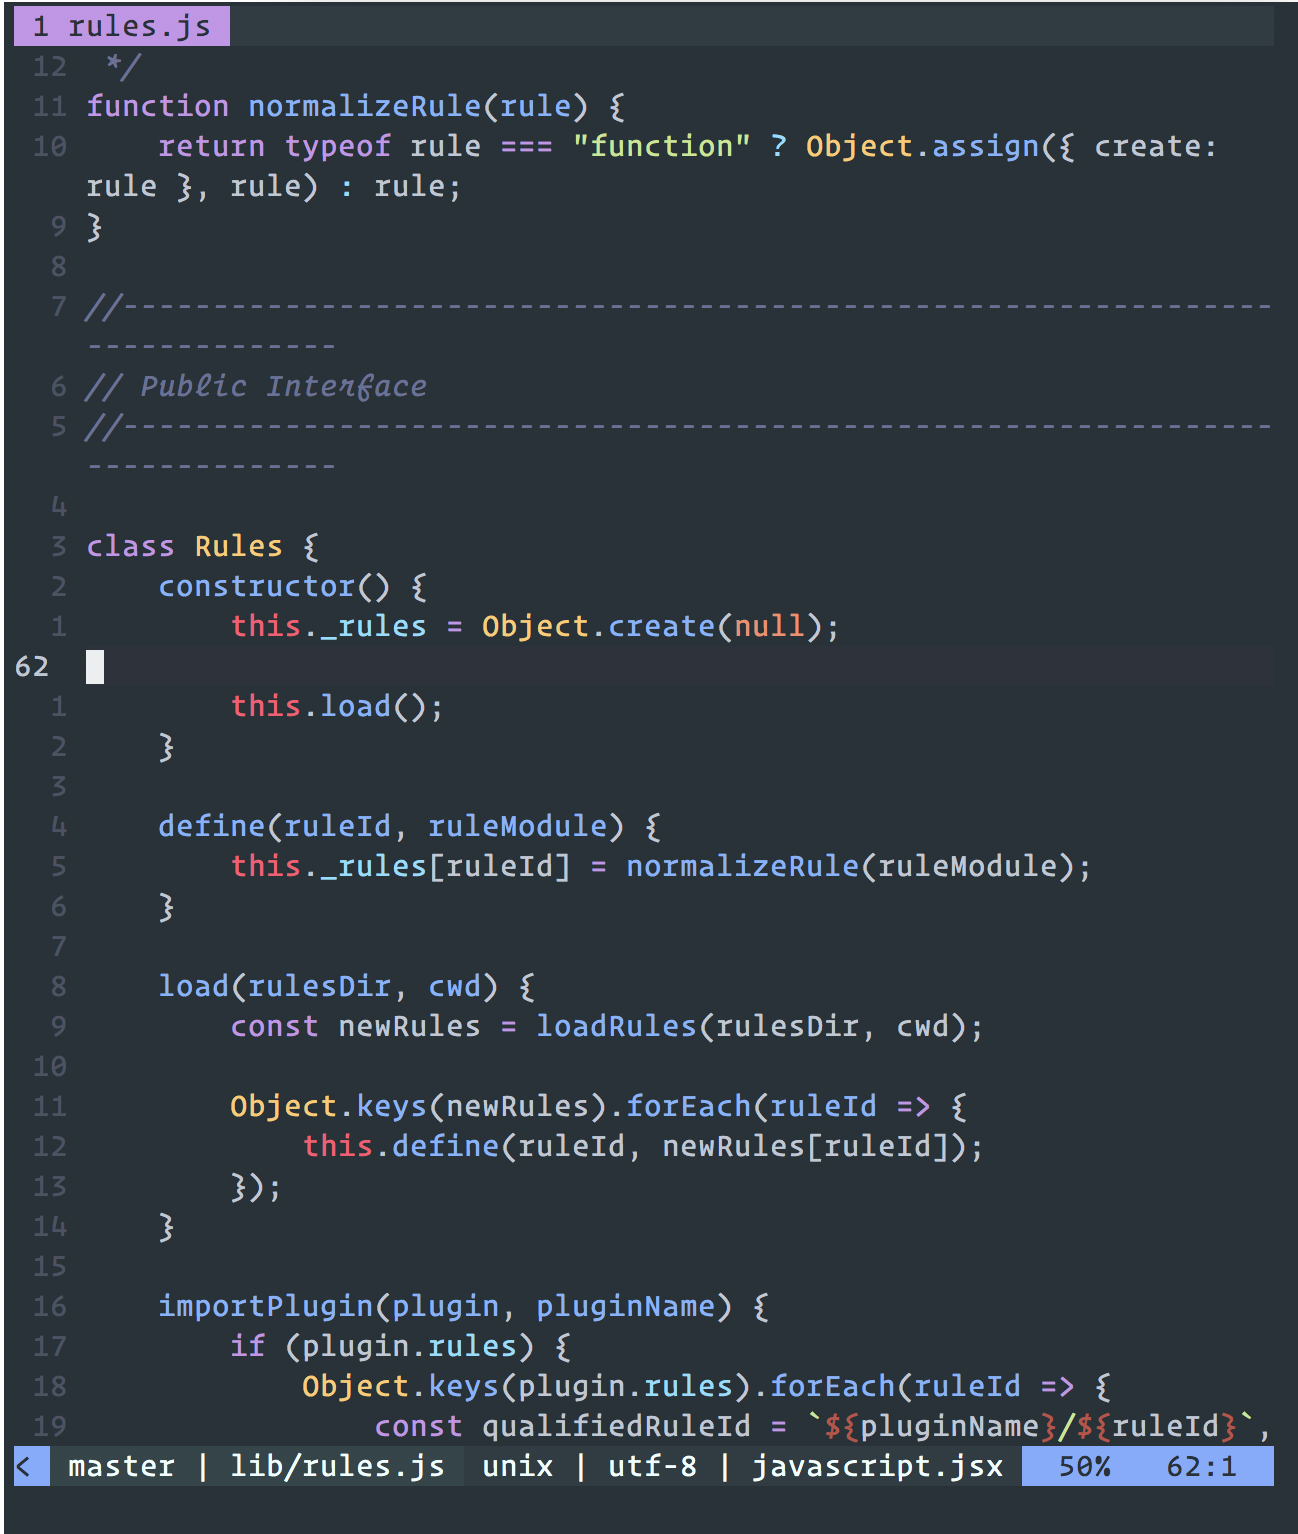 1 rules.js
12 */
11 function normalizeRule(rule) {
10     return typeof rule === "function" ? Object.assign({ create:
rule }, rule) : rule;
9 }
8
7 //----------------------------------------------------------------
--------------
6 // Public Interface
5 //----------------------------------------------------------------
--------------
4
3 class Rules {
2     constructor() {
1         this._rules = Object.create(null);
62
1         this.load();
2     }
3
4     define(ruleId, ruleModule) {
5         this._rules[ruleId] = normalizeRule(ruleModule);
6     }
7
8     load(rulesDir, cwd) {
9         const newRules = loadRules(rulesDir, cwd);
10
11         Object.keys(newRules).forEach(ruleId => {
12             this.define(ruleId, newRules[ruleId]);
13         });
14     }
15
16     importPlugin(plugin, pluginName) {
17         if (plugin.rules) {
18             Object.keys(plugin.rules).forEach(ruleId => {
19                 const qualifiedRuleId = `${pluginName}/${ruleId}`,
< master | lib/rules.js unix | utf-8 | javascript.jsx 50% 62:1